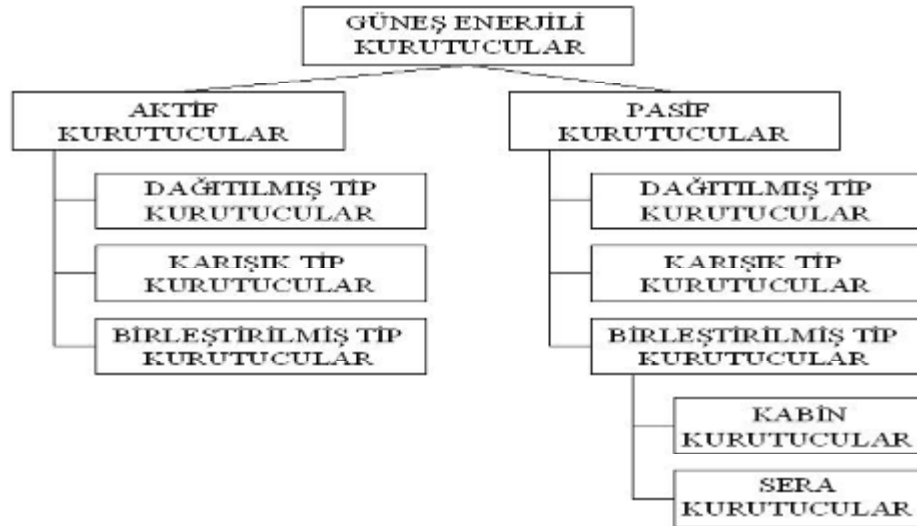 GÜNEŞ ENERJİLİ
KURUTUCULAR
AKTİF
KURUTUCULAR
DAĞITILMIŞ TİP
KURUTUCULAR
KARIŞIK TİP
KURUTUCULAR
BİRLEŞTİRİLMİŞ TİP
KURUTUCULAR
PASİF
KURUTUCULAR
DAĞITILMIŞ TİP
KURUTUCULAR
KARIŞIK TİP
KURUTUCULAR
BİRLEŞTİRİLMİŞ TİP
KURUTUCULAR
KABİN
KURUTUCULAR
SERA
KURUTUCULAR